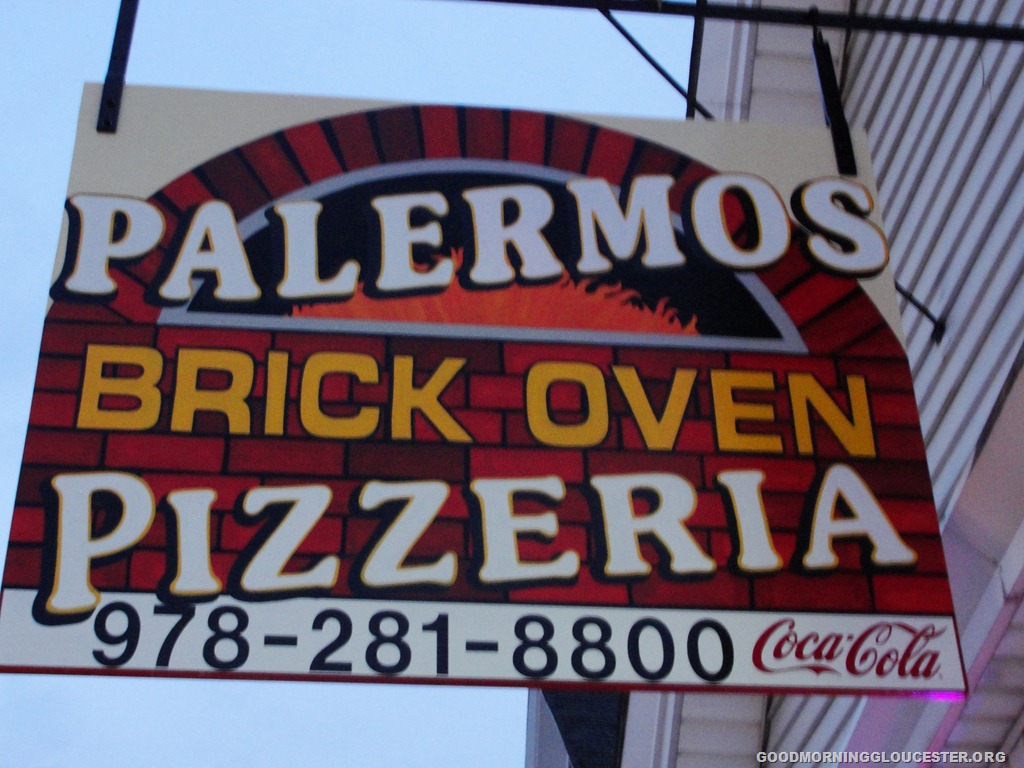 PALERMOS
BRICK OVEN
PIZZERIA
978-281-8800 Coca-Cola
GOODMORNINGGLOUCESTER.ORG